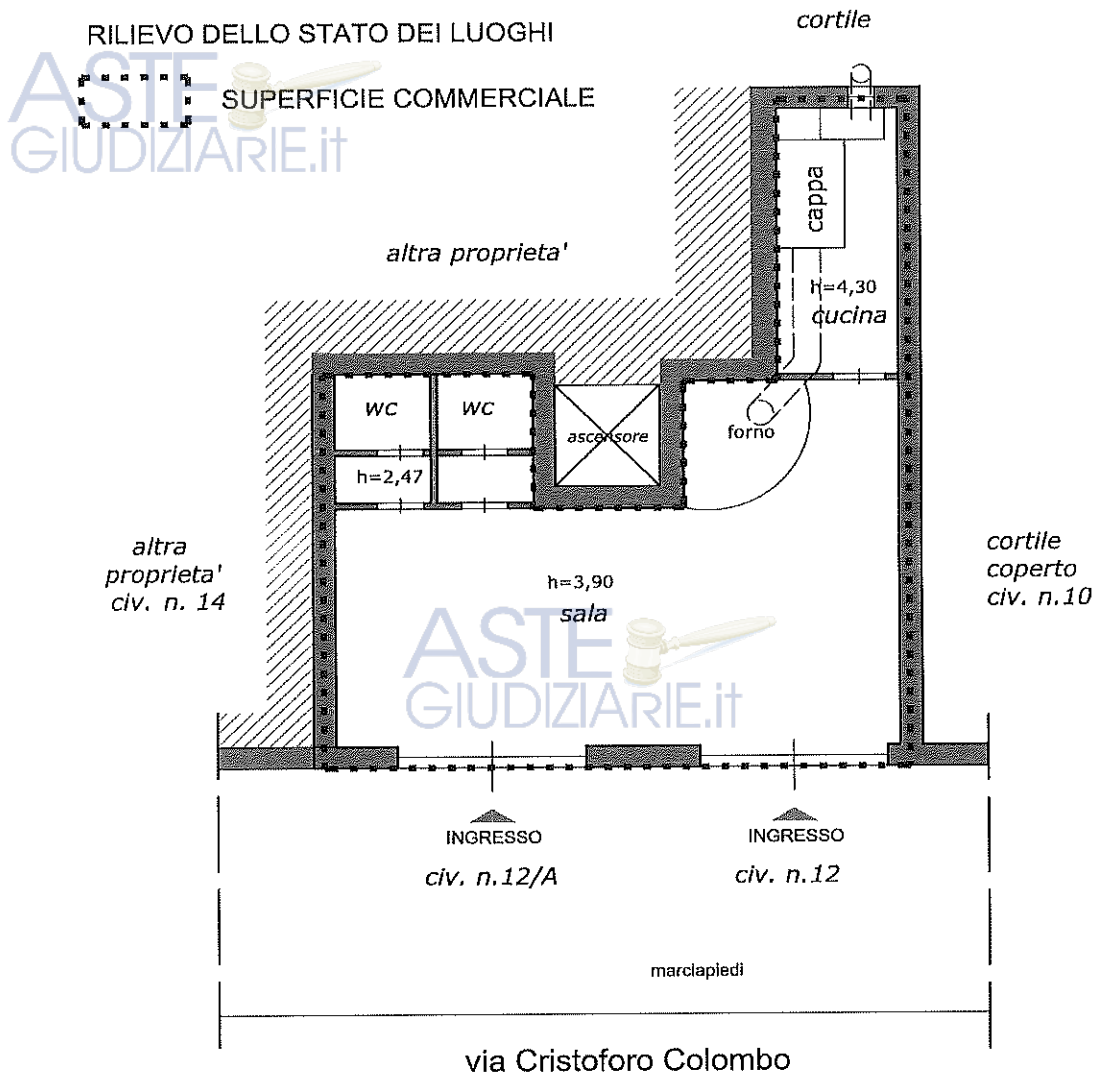 RILIEVO DELLO STATO DEI LUOGHI
ASTE
GIUDIZIARIE.it
SUPERFICIE COMMERCIALE
cortile
altra proprieta'
cappa
h=4,30
cucina
wc
wc
ascensore
forno
h=2,47
altra
proprieta'
civ. n. 14
h=3,90
sala
cortile
coperto
civ. n.10
ASTE
GIUDIZIARIE.it
INGRESSO
civ. n.12/A
INGRESSO
civ. n.12
marciapiedi
via Cristoforo Colombo